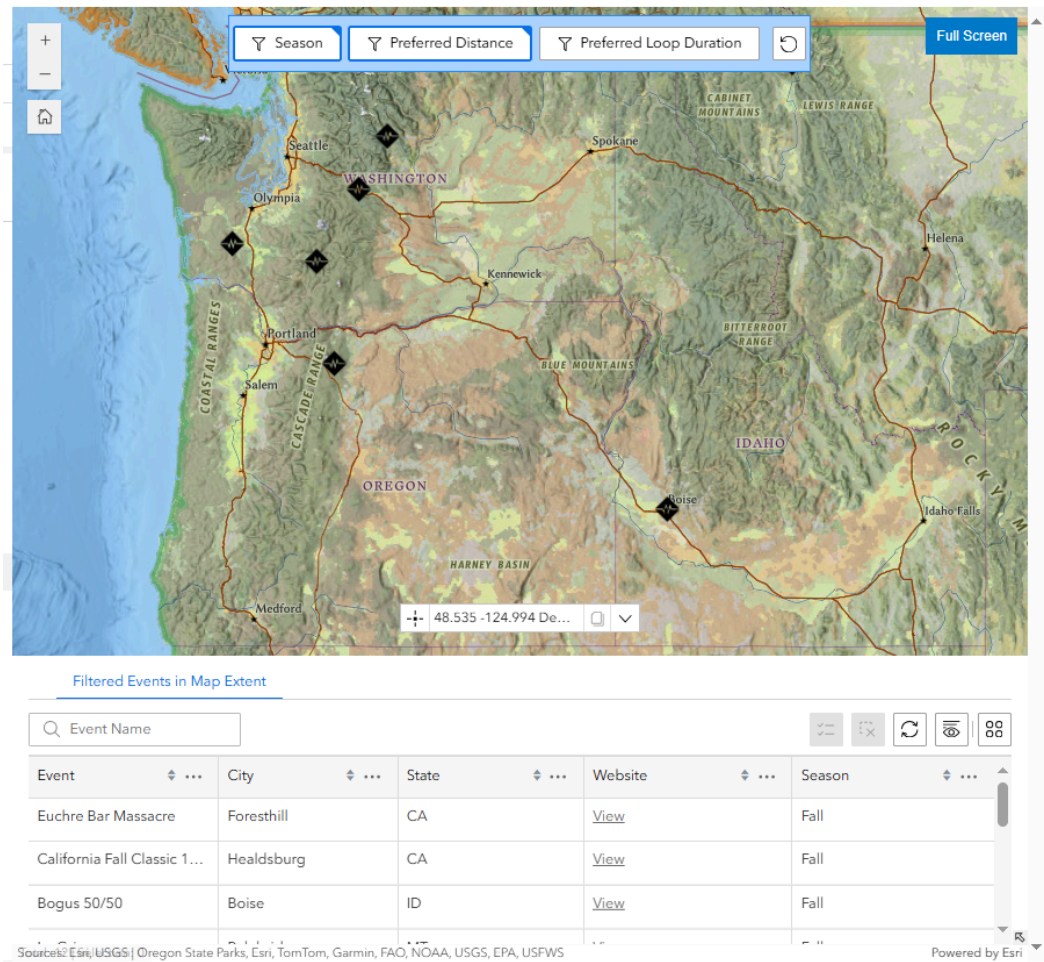 +
Season
Preferred Distance
Preferred Loop Duration
Full Screen
−
CABINET
MOUNTAINS
LEWIS RANGE
Seattle
Spokane
WASHINGTON
Olympia
Helena
Kennewick
COASTAL RANGES
Portland
BITTERROOT
RANGE
CASCADE RANGE
BLUE MOUNTAINS
Salem
IDAHO
ROCKY M
OREGON
Boise
Idaho Falls
HARNEY BASIN
Medford
48.535 -124.994 De...
Filtered Events in Map Extent
Event Name
Event City State Website Season
Euchre Bar Massacre Foresthill CA View Fall
California Fall Classic 1... Healdsburg CA View Fall
Bogus 50/50 Boise ID View Fall
Oregon State Parks, Esri, TomTom, Garmin, FAO, NOAA, USGS, EPA, USFWS
Powered by Esri